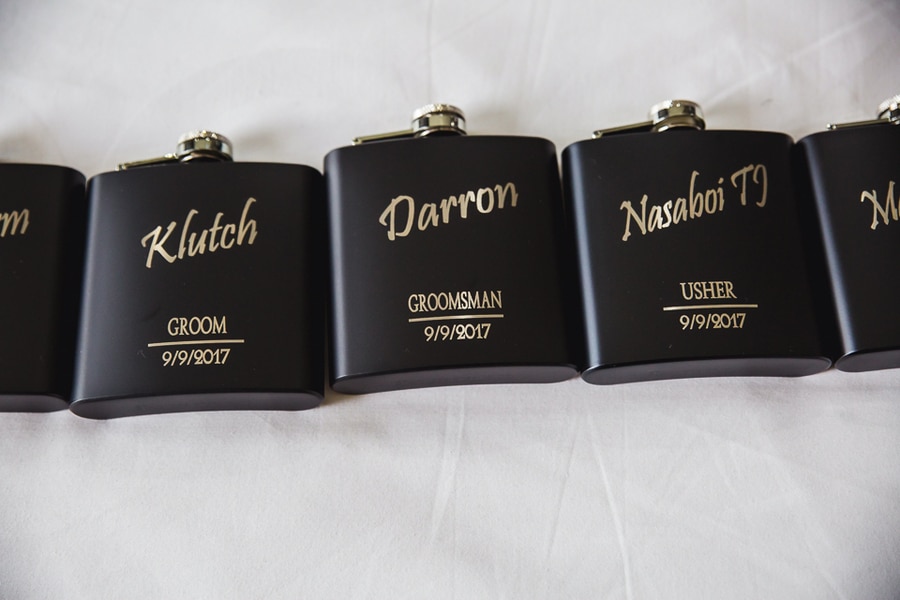 Klutch
GROOM
9/9/2017
Darron
GROOMSMAN
9/9/2017
Nasaboi TJ
USHER
9/9/2017